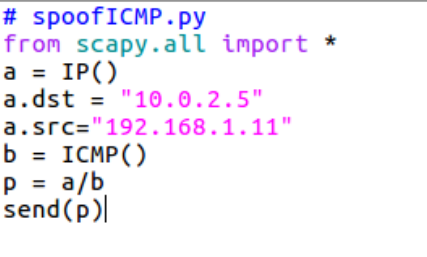 # spoofICMP.py
from scapy.all import *
a = IP()
a.dst = "10.0.2.5"
a.src="192.168.1.11"
b = ICMP()
p = a/b
send(p)